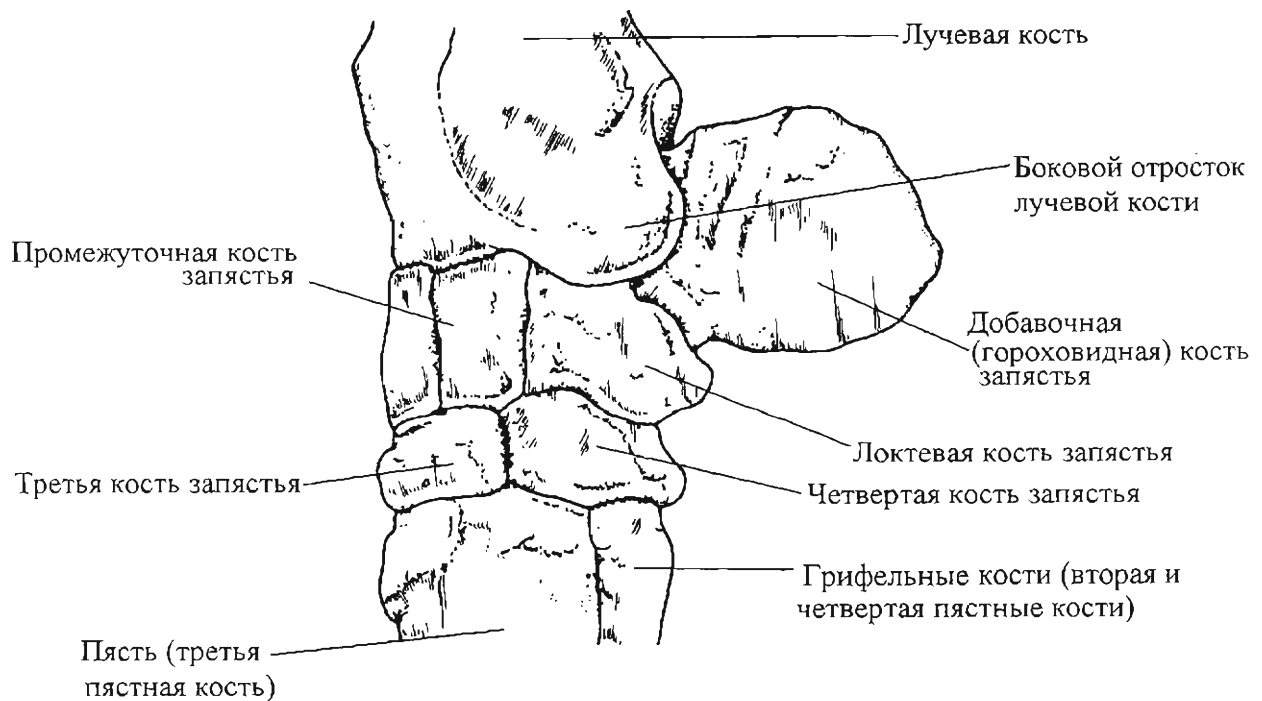 Лучевая кость
Боковой отросток
лучевой кости
Промежуточная кость
запястья
Добавочная
(гороховидная) кость
запястья
Локтевая кость запястья
Третья кость запястья
Четвертая кость запястья
Грифельные кости (вторая и
четвертая пястные кости)
Пясть (третья
пястная кость)